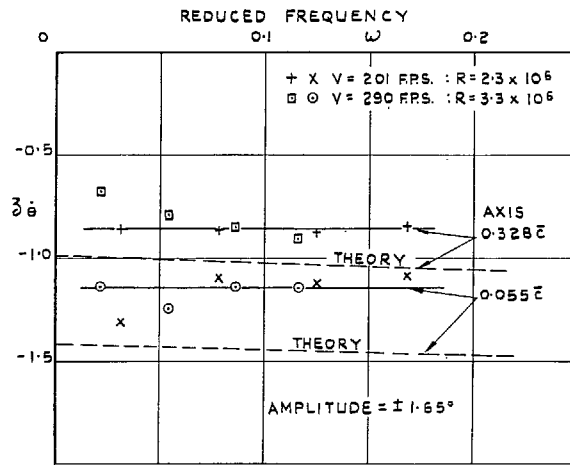 REDUCED FREQUENCY
0 0·1 ω 0·2
+ × V = 201 F.P.S. : R = 2·3 × 10⁶
⊡ ⊙ V = 290 F.P.S. : R = 3·3 × 10⁶
-0·5
z θ̇
AXIS
0·328 c̄
-1·0
THEORY
0·055 c̄
THEORY
-1·5
AMPLITUDE = ± 1·65°